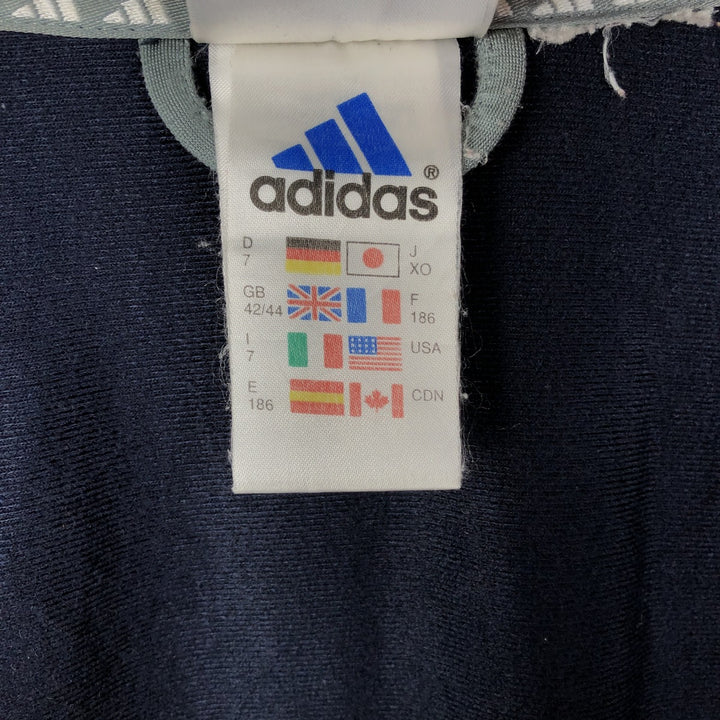 adidas®
D
7
J
XO
GB
42/44
F
186
I
7
USA
E
186
CDN